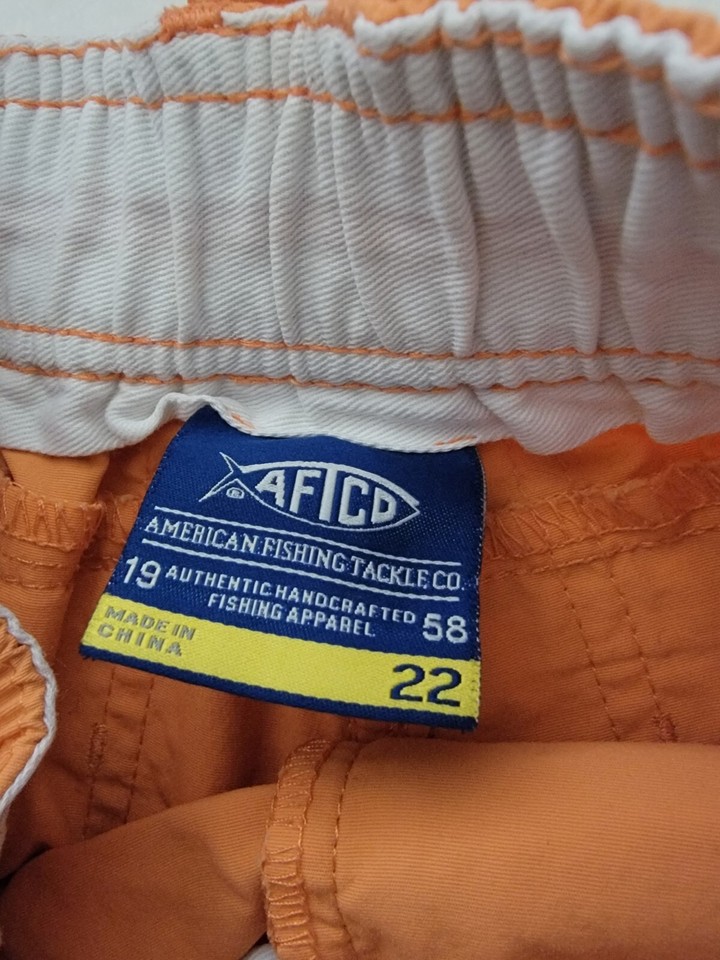 AFTCO
®
AMERICAN FISHING TACKLE CO.
19 AUTHENTIC HANDCRAFTED 58
FISHING APPAREL
MADE IN
CHINA
22